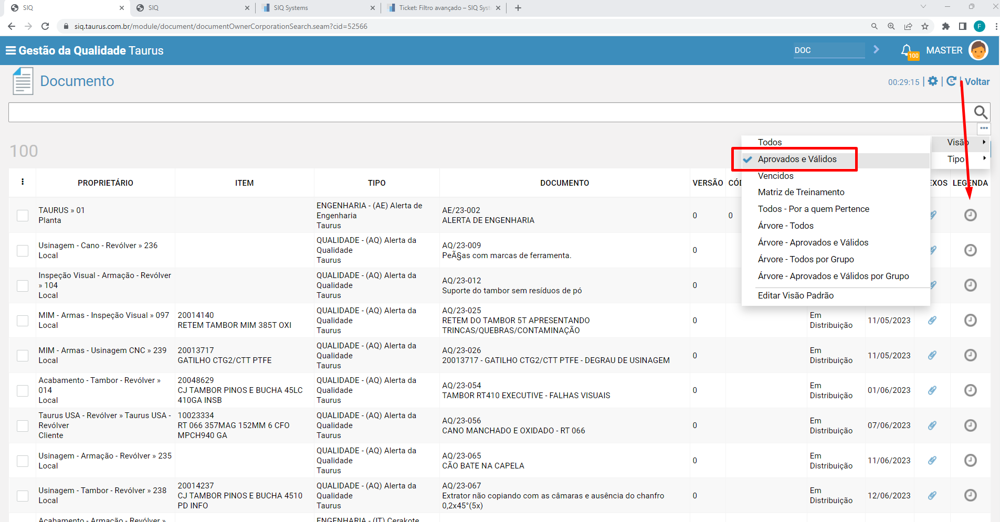 SIQ
SIQ
SIQ Systems
Ticket: Filtro avançado – SIQ Syst
siq.taurus.com.br/module/document/documentOwnerCorporationSearch.seam?cid=52566
F
Gestão da Qualidade Taurus
DOC
100
MASTER
Documento
00:29:15 | | | Voltar
100
Visão
Tipo
Todos
Aprovados e Válidos
Vencidos
Matriz de Treinamento
Todos - Por a quem Pertence
Árvore - Todos
Árvore - Aprovados e Válidos
Árvore - Todos por Grupo
Árvore - Aprovados e Válidos por Grupo
Editar Visão Padrão
PROPRIETÁRIO ITEM TIPO DOCUMENTO VERSÃO CÓD EXOS LEGENDA
TAURUS » 01
Planta
ENGENHARIA - (AE) Alerta de
Engenharia
Taurus
AE/23-002
ALERTA DE ENGENHARIA
0
0
Usinagem - Cano - Revólver » 236
Local
QUALIDADE - (AQ) Alerta da
Qualidade
Taurus
AQ/23-009
PeÃ§as com marcas de ferramenta.
0
Inspeção Visual - Armação - Revólver
» 104
Local
QUALIDADE - (AQ) Alerta da
Qualidade
Taurus
AQ/23-012
Suporte do tambor sem resíduos de pó
0
MIM - Armas - Inspeção Visual » 097
Local
20014140
RETEM TAMBOR MIM 385T OXI
QUALIDADE - (AQ) Alerta da
Qualidade
Taurus
AQ/23-025
RETEM DO TAMBOR 5T APRESENTANDO
TRINCAS/QUEBRAS/CONTAMINAÇÃO
0
Em
Distribuição
11/05/2023
MIM - Armas - Usinagem CNC » 239
Local
20013717
GATILHO CTG2/CTT PTFE
QUALIDADE - (AQ) Alerta da
Qualidade
Taurus
AQ/23-026
20013717 - GATILHO CTG2/CTT PTFE - DEGRAU DE USINAGEM
0
Em
Distribuição
11/05/2023
Acabamento - Tambor - Revólver »
014
Local
20048629
CJ TAMBOR PINOS E BUCHA 45LC
410GA INSB
QUALIDADE - (AQ) Alerta da
Qualidade
Taurus
AQ/23-054
TAMBOR RT410 EXECUTIVE - FALHAS VISUAIS
0
Em
Distribuição
01/06/2023
Taurus USA - Revólver » Taurus USA -
Revólver
Cliente
10023334
RT 066 357MAG 152MM 6 CFO
MPCH940 GA
QUALIDADE - (AQ) Alerta da
Qualidade
Taurus
AQ/23-056
CANO MANCHADO E OXIDADO - RT 066
0
Em
Distribuição
07/06/2023
Usinagem - Armação - Revólver » 235
Local
QUALIDADE - (AQ) Alerta da
Qualidade
Taurus
AQ/23-065
CÃO BATE NA CAPELA
0
Em
Distribuição
11/06/2023
Usinagem - Tambor - Revólver » 238
Local
20014237
CJ TAMBOR PINOS E BUCHA 4510
PD INFO
QUALIDADE - (AQ) Alerta da
Qualidade
Taurus
AQ/23-067
Extrator não copiando com as câmaras e ausência do chanfro
0,2x45°(5x)
0
Em
Distribuição
12/06/2023
Acabamento - Armação - Revólver »
ENGENHARIA - (IT) Cerakote